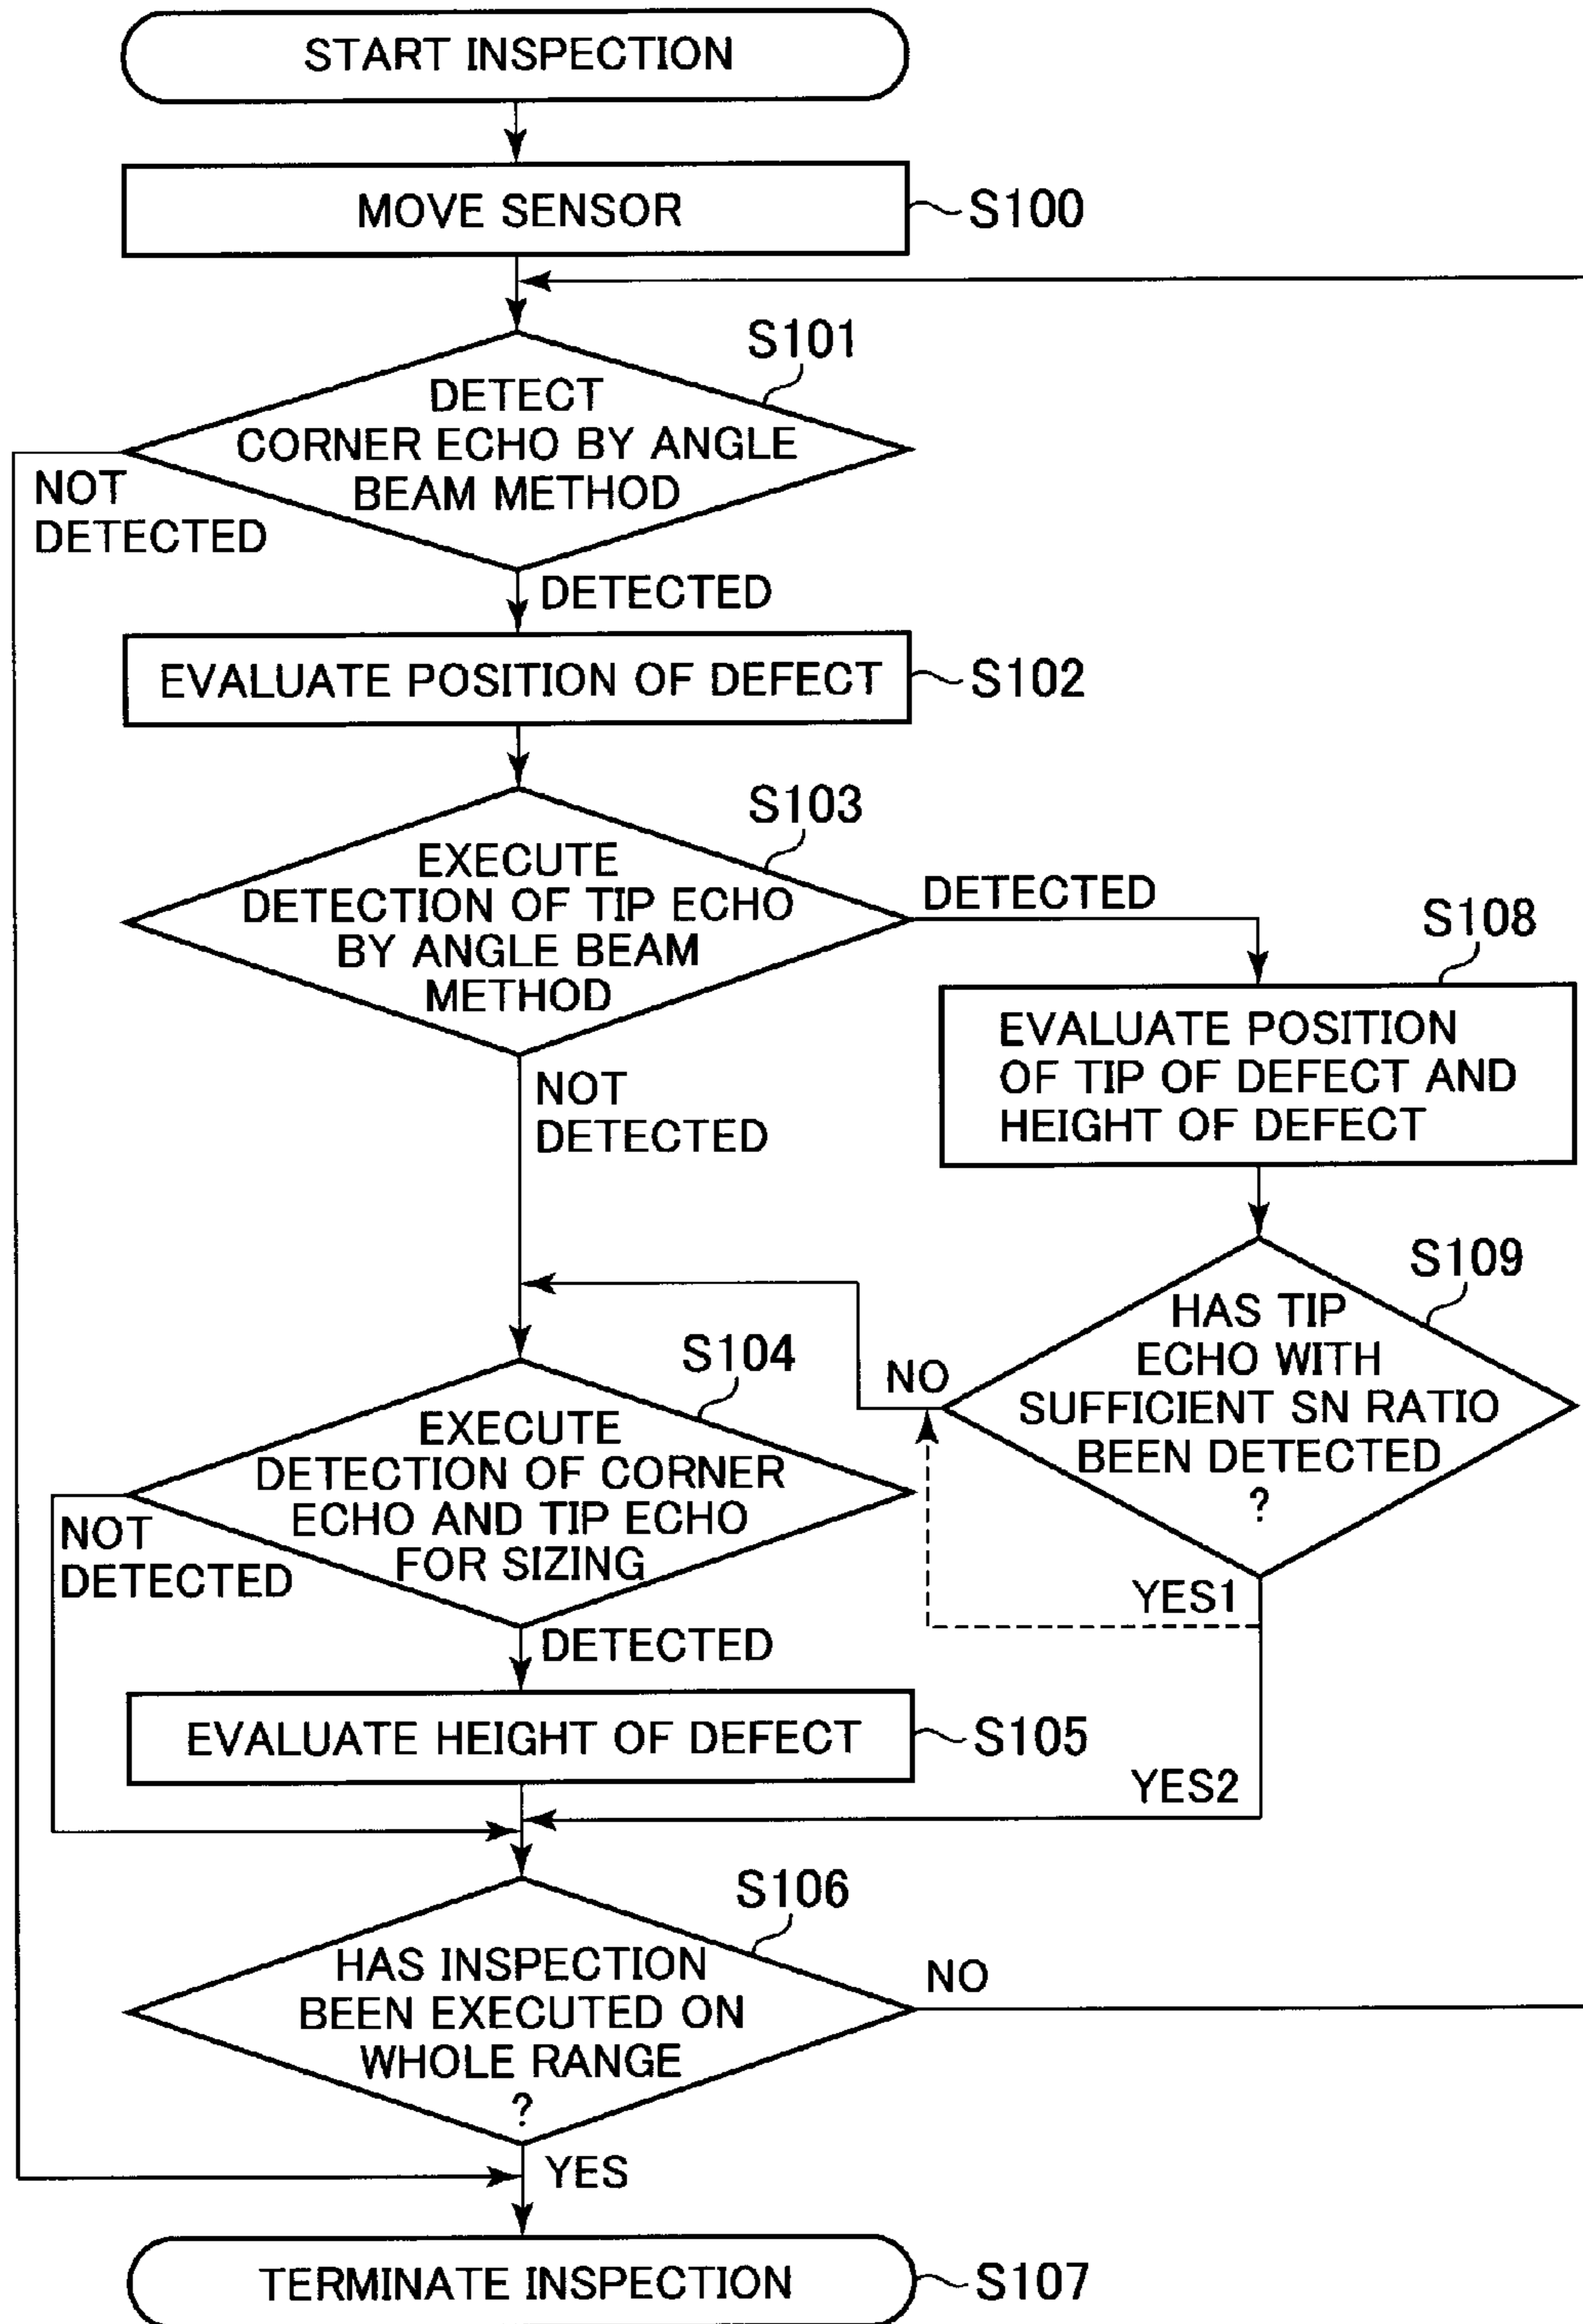 START INSPECTION
MOVE SENSOR
S100
S101
DETECT
CORNER ECHO BY ANGLE
BEAM METHOD
NOT
DETECTED
DETECTED
EVALUATE POSITION OF DEFECT
S102
S103
EXECUTE
DETECTION OF TIP ECHO
BY ANGLE BEAM
METHOD
DETECTED
NOT
DETECTED
S108
EVALUATE POSITION
OF TIP OF DEFECT AND
HEIGHT OF DEFECT
S109
HAS TIP
ECHO WITH
SUFFICIENT SN RATIO
BEEN DETECTED
?
NO
YES1
YES2
S104
EXECUTE
DETECTION OF CORNER
ECHO AND TIP ECHO
FOR SIZING
NOT
DETECTED
DETECTED
EVALUATE HEIGHT OF DEFECT
S105
S106
HAS INSPECTION
BEEN EXECUTED ON
WHOLE RANGE
?
NO
YES
TERMINATE INSPECTION
S107